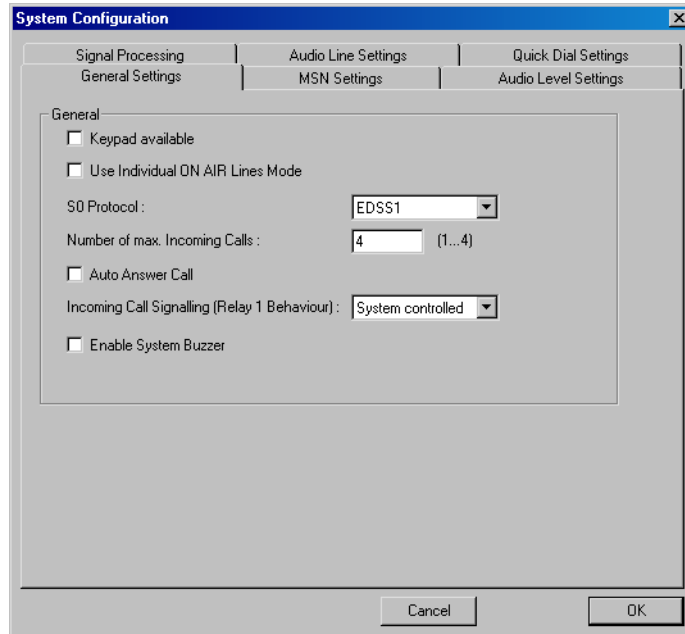 System Configuration
Signal Processing
Audio Line Settings
Quick Dial Settings
General Settings
MSN Settings
Audio Level Settings
General
Keypad available
Use Individual ON AIR Lines Mode
S0 Protocol : EDSS1
Number of max. Incoming Calls : 4 (1...4)
Auto Answer Call
Incoming Call Signalling (Relay 1 Behaviour) : System controlled
Enable System Buzzer
Cancel
OK